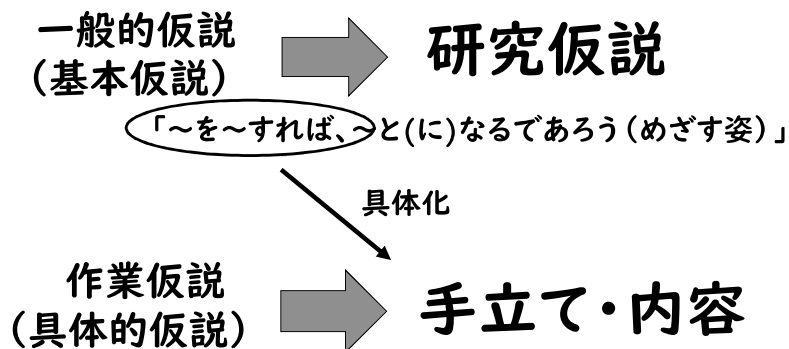 一般的仮説
（基本仮説）
研究仮説
「～を～すれば、～と(に)なるであろう（めざす姿）」
具体化
作業仮説
（具体的仮説）
手立て・内容